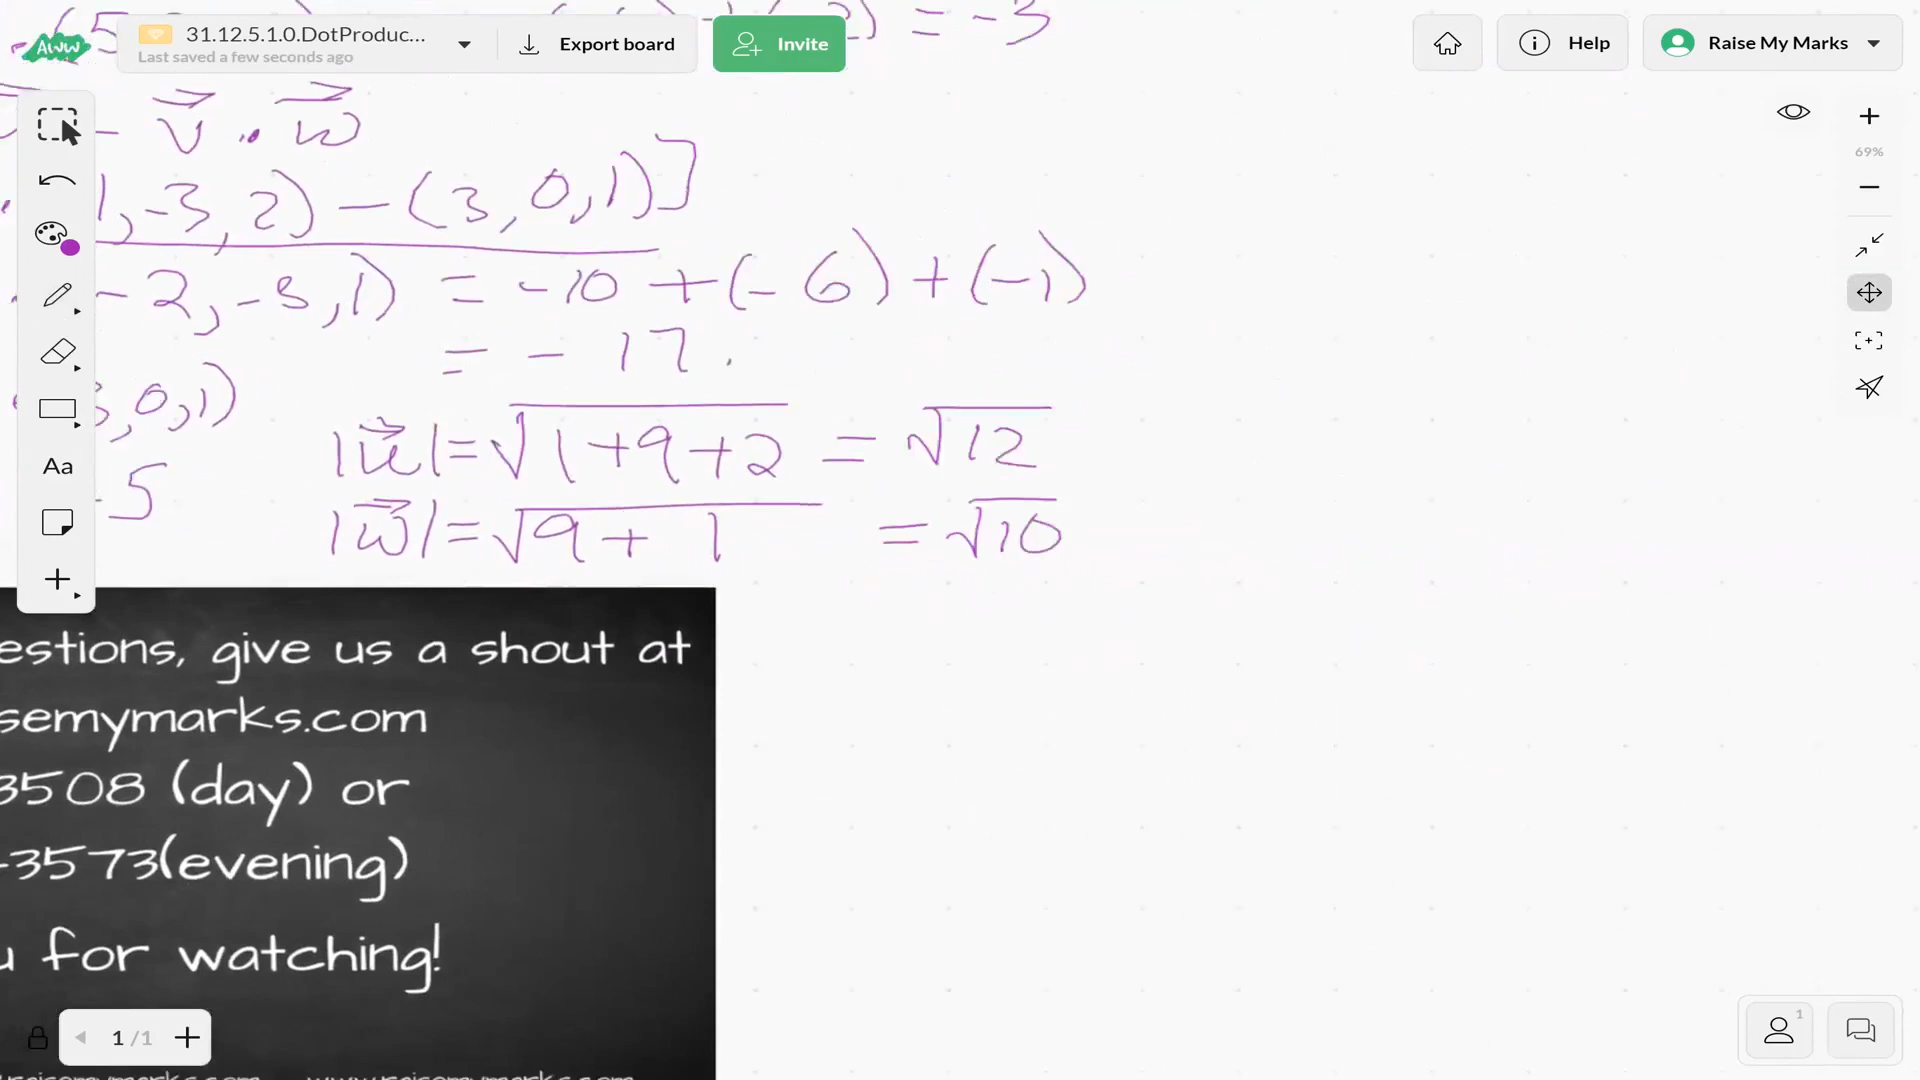 31.12.5.1.0.DotProduc...
Last saved a few seconds ago
Export board
Invite
Help
Raise My Marks
AWW
= -3
- v . w
1, -3, 2) - (3, 0, 1)]
- 2, -3, 1) = -10 + (- 6) + (-1)
= - 17 .
, 0, 1)
|u| = √1+9+2 = √12
5
|w| = √9 + 1 = √10
69%
Aa
estions, give us a shout at
semymarks.com
3508 (day) or
-3573(evening)
u for watching!
1 /1
1